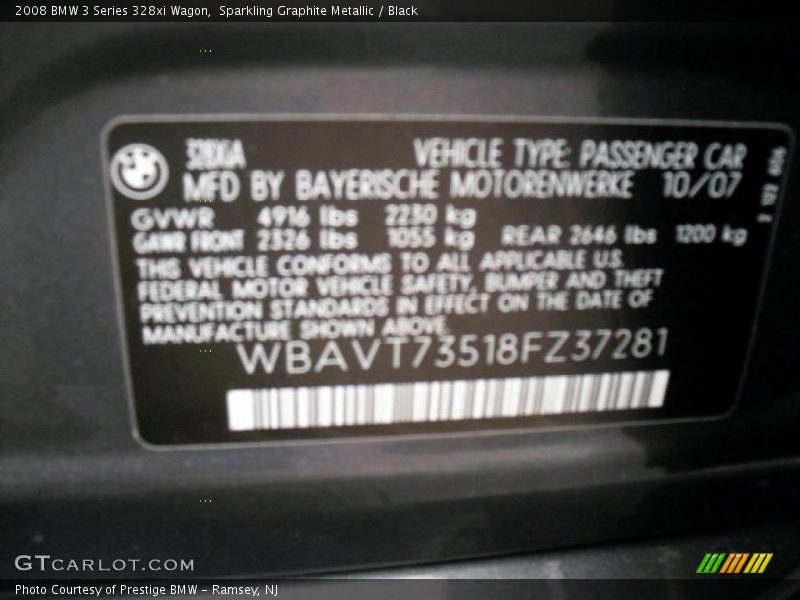 2008 BMW 3 Series 328xi Wagon,  Sparkling Graphite Metallic / Black
328XiA
VEHICLE TYPE: PASSENGER CAR
MFD BY BAYERISCHE MOTORENWERKE 10/07
GVWR 4916 lbs 2230 kg
GAWR FRONT 2326 lbs 1055 kg REAR 2646 lbs 1200 kg
THIS VEHICLE CONFORMS TO ALL APPLICABLE U.S.
FEDERAL MOTOR VEHICLE SAFETY, BUMPER AND THEFT
PREVENTION STANDARDS IN EFFECT ON THE DATE OF
MANUFACTURE SHOWN ABOVE.
WBAVT73518FZ37281
GTCARLOT.COM
Photo Courtesy of Prestige BMW - Ramsey, NJ